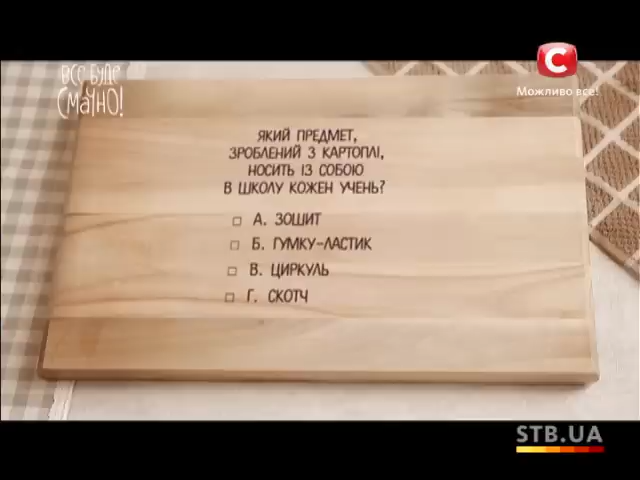 ВСЕ БУДЕ
СМАЧНО!
С
Можливо все!
ЯКИЙ ПРЕДМЕТ,
ЗРОБЛЕНИЙ З КАРТОПЛІ,
НОСИТЬ ІЗ СОБОЮ
В ШКОЛУ КОЖЕН УЧЕНЬ?
А. ЗОШИТ
Б. ГУМКУ-ЛАСТИК
В. ЦИРКУЛЬ
Г. СКОТЧ
STB.UA